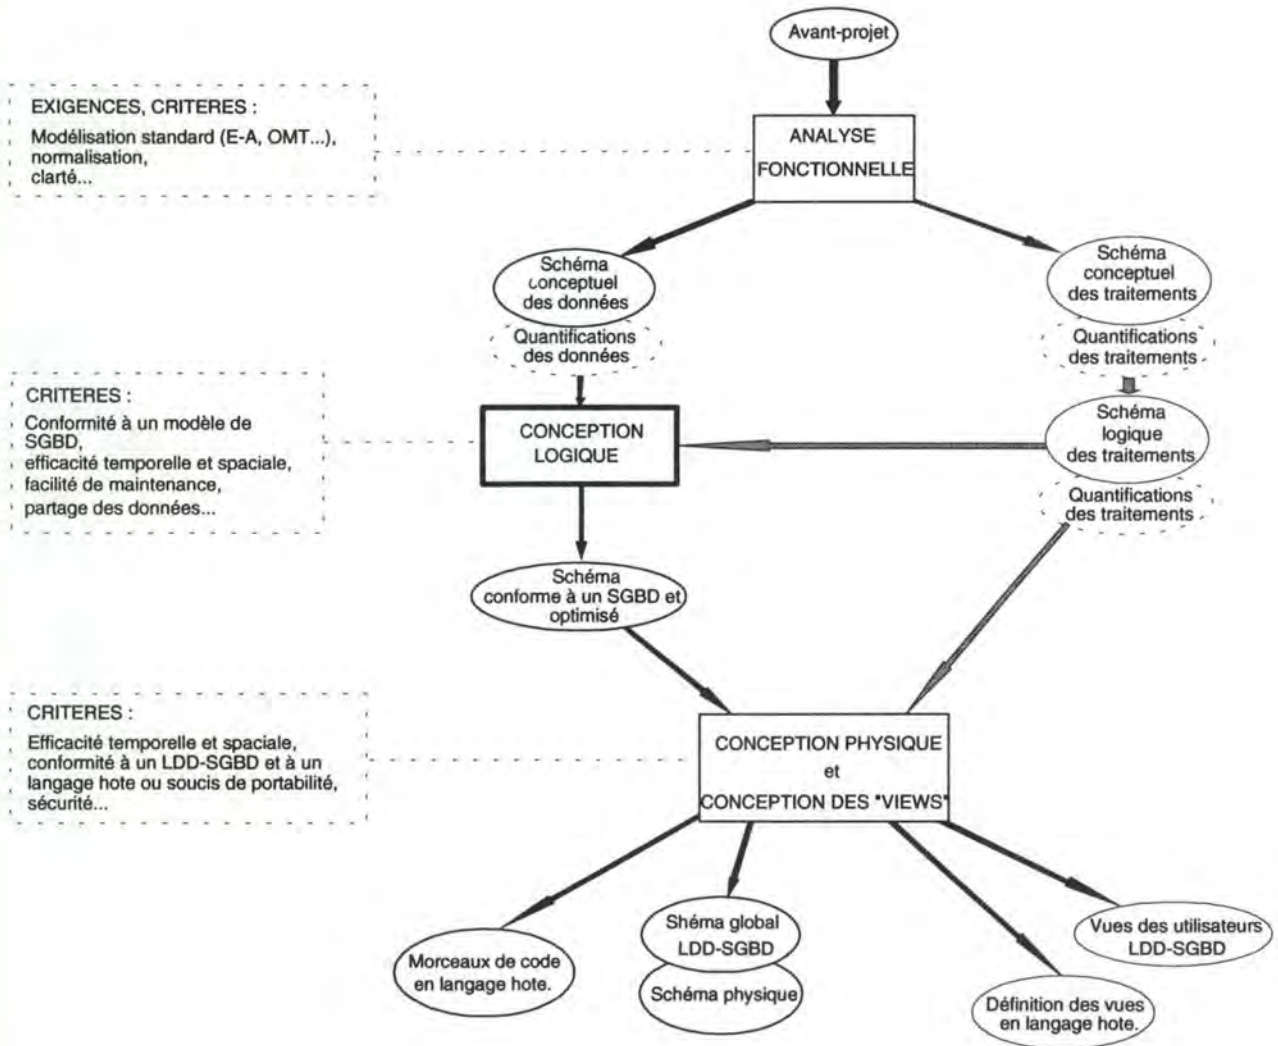 Avant-projet
EXIGENCES, CRITERES :
Modélisation standard (E-A, OMT...),
normalisation,
clarté...
ANALYSE
FONCTIONNELLE
Schéma
conceptuel
des données
Quantifications
des données
Schéma
conceptuel
des traitements
Quantifications
des traitements
CRITERES :
Conformité à un modèle de
SGBD,
efficacité temporelle et spaciale,
facilité de maintenance,
partage des données...
CONCEPTION
LOGIQUE
Schéma
logique
des traitements
Quantifications
des traitements
Schéma
conforme à un SGBD et
optimisé
CRITERES :
Efficacité temporelle et spaciale,
conformité à un LDD-SGBD et à un
langage hote ou soucis de portabilité,
sécurité...
CONCEPTION PHYSIQUE
et
CONCEPTION DES "VIEWS"
Morceaux de code
en langage hote.
Shéma global
LDD-SGBD
Schéma physique
Définition des vues
en langage hote.
Vues des utilisateurs
LDD-SGBD